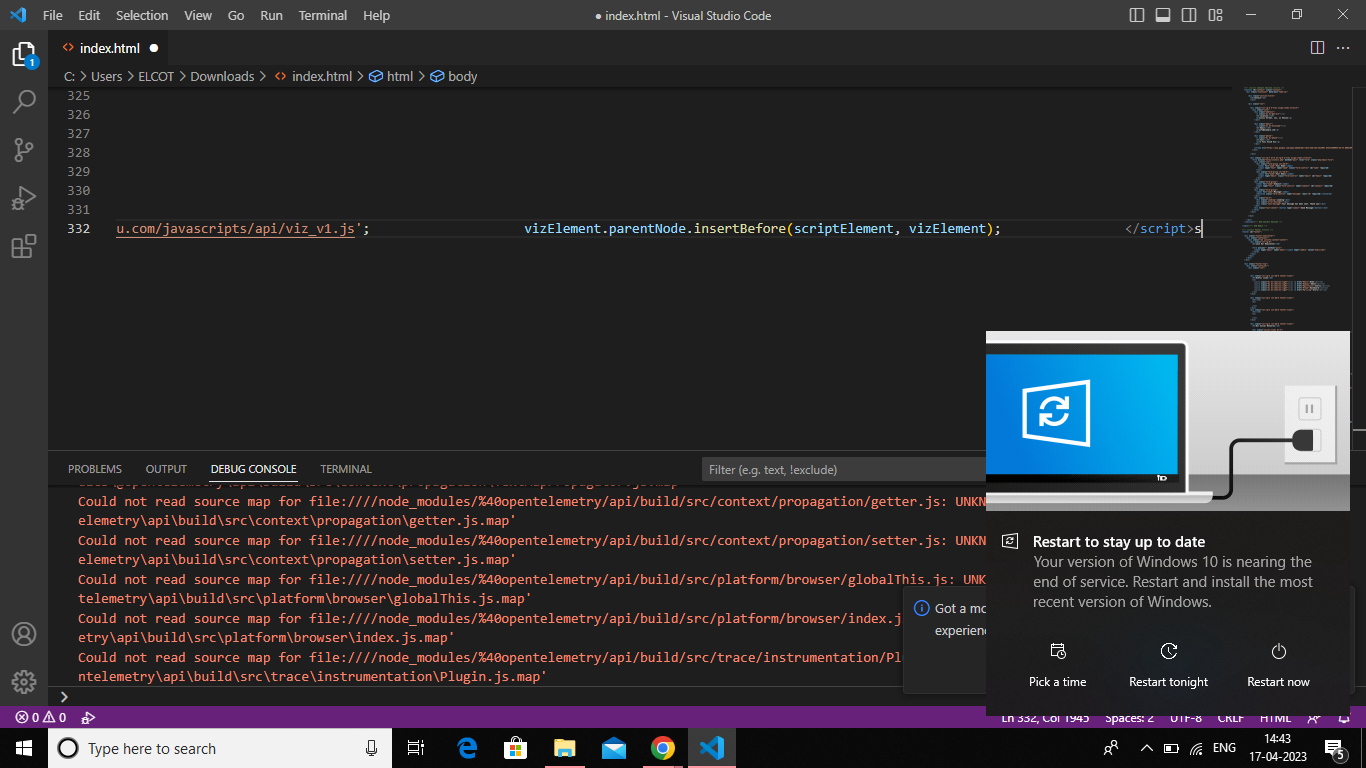 File Edit Selection View Go Run Terminal Help
● index.html - Visual Studio Code
index.html
C: > Users > ELCOT > Downloads > index.html > html > body
325
326
327
328
329
330
331
332 u.com/javascripts/api/viz_v1.js'; vizElement.parentNode.insertBefore(scriptElement, vizElement); </script>s
PROBLEMS OUTPUT DEBUG CONSOLE TERMINAL
Filter (e.g. text, !exclude)
Could not read source map for file:////node_modules/%40opentelemetry/api/build/src/context/propagation/getter.js: UNKN
elemetry\api\build\src\context\propagation\getter.js.map'
Could not read source map for file:////node_modules/%40opentelemetry/api/build/src/context/propagation/setter.js: UNKN
elemetry\api\build\src\context\propagation\setter.js.map'
Could not read source map for file:////node_modules/%40opentelemetry/api/build/src/platform/browser/globalThis.js: UNK
telemetry\api\build\src\platform\browser\globalThis.js.map'
Could not read source map for file:////node_modules/%40opentelemetry/api/build/src/platform/browser/index.j
etry\api\build\src\platform\browser\index.js.map'
Could not read source map for file:////node_modules/%40opentelemetry/api/build/src/trace/instrumentation/Pl
ntelemetry\api\build\src\trace\instrumentation\Plugin.js.map'
Got a mo
experienc
Restart to stay up to date
Your version of Windows 10 is nearing the
end of service. Restart and install the most
recent version of Windows.
Pick a time Restart tonight Restart now
0 0
Ln 332, Col 1945 Spaces: 2 UTF-8 CRLF HTML
Type here to search
ENG
14:43
17-04-2023
5
1